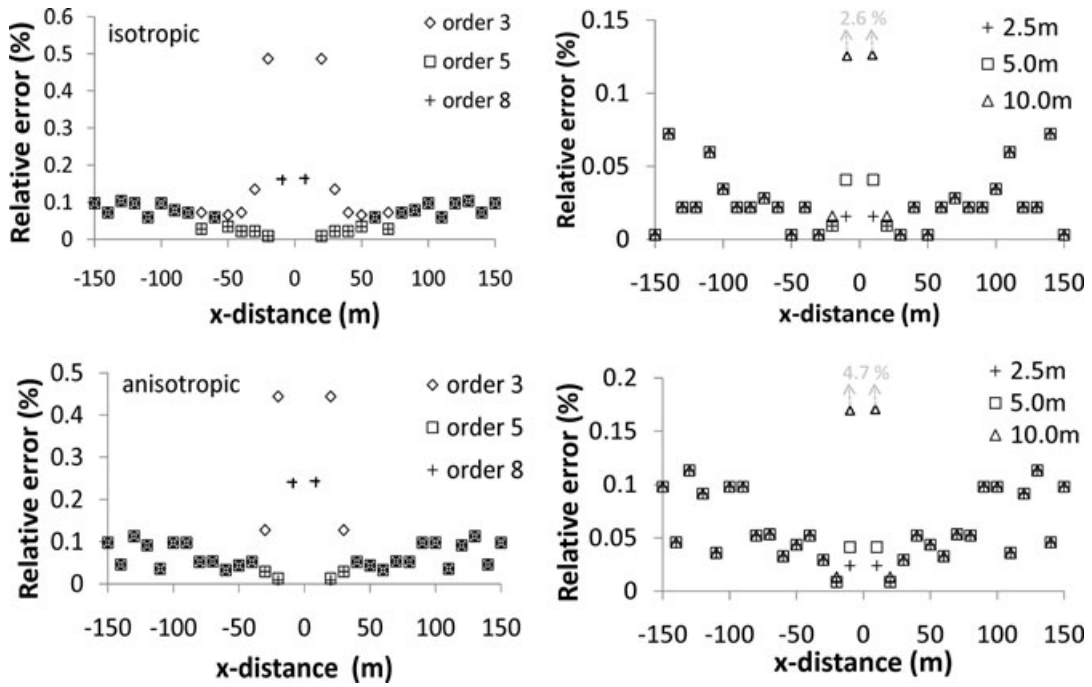 Relative error (%)
0.6
0.5
0.4
0.3
0.2
0.1
0
isotropic
order 3
order 5
order 8
-150 -100 -50 0 50 100 150
x-distance (m)
Relative error (%)
0.15
0.1
0.05
0
2.6 %
2.5m
5.0m
10.0m
-150 -100 -50 0 50 100 150
x-distance (m)
Relative error (%)
0.5
0.4
0.3
0.2
0.1
0
anisotropic
order 3
order 5
order 8
-150 -100 -50 0 50 100 150
x-distance (m)
Relative error (%)
0.2
0.15
0.1
0.05
0
4.7 %
2.5m
5.0m
10.0m
-150 -100 -50 0 50 100 150
x-distance (m)